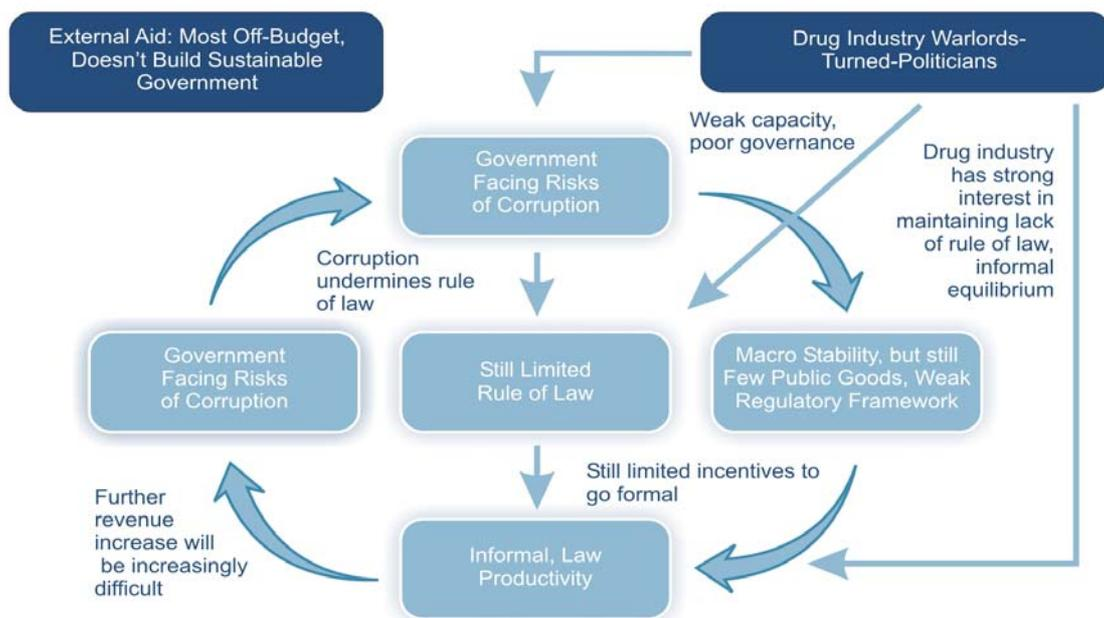 External Aid: Most Off-Budget,
Doesn't Build Sustainable
Government
Drug Industry Warlords-
Turned-Politicians
Weak capacity,
poor governance
Government
Facing Risks
of Corruption
Drug industry
has strong
interest in
maintaining lack
of rule of law,
informal
equilibrium
Corruption
undermines rule
of law
Government
Facing Risks
of Corruption
Still Limited
Rule of Law
Macro Stability, but still
Few Public Goods, Weak
Regulatory Framework
Still limited incentives to
go formal
Further
revenue
increase will
be increasingly
difficult
Informal, Law
Productivity